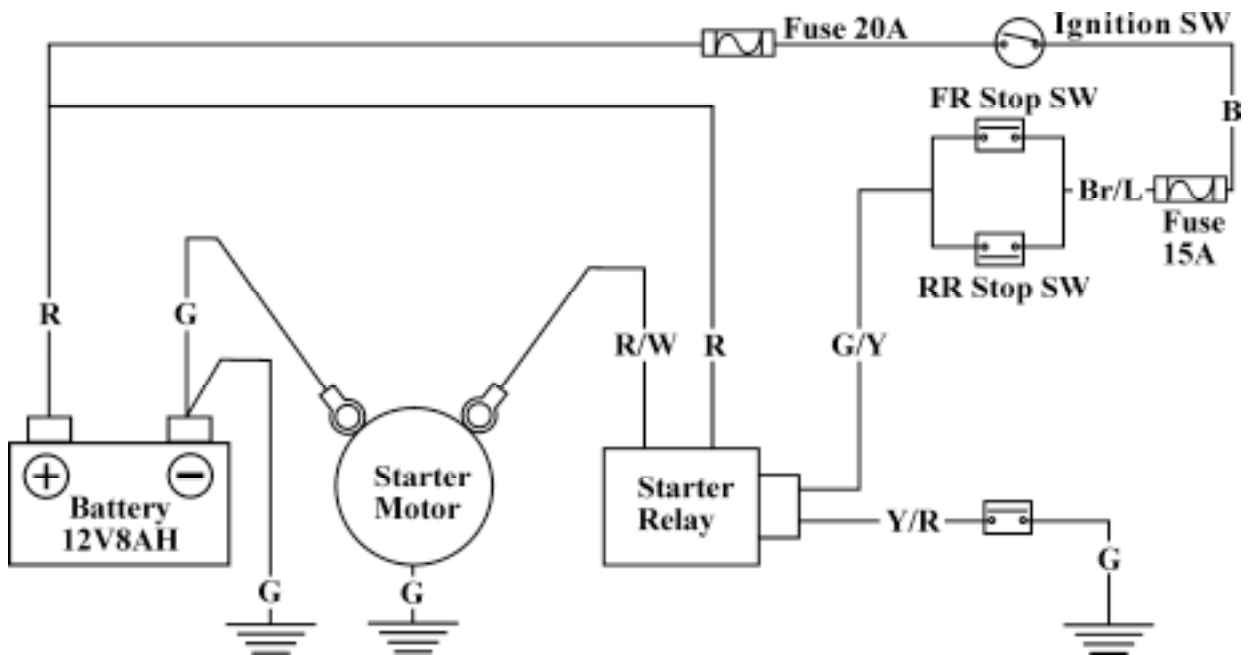 Fuse 20A
Ignition SW
FR Stop SW
B
Br/L
Fuse
15A
RR Stop SW
R
G
R/W
R
G/Y
+
−
Battery
12V8AH
Starter
Motor
Starter
Relay
Y/R
G
G
G